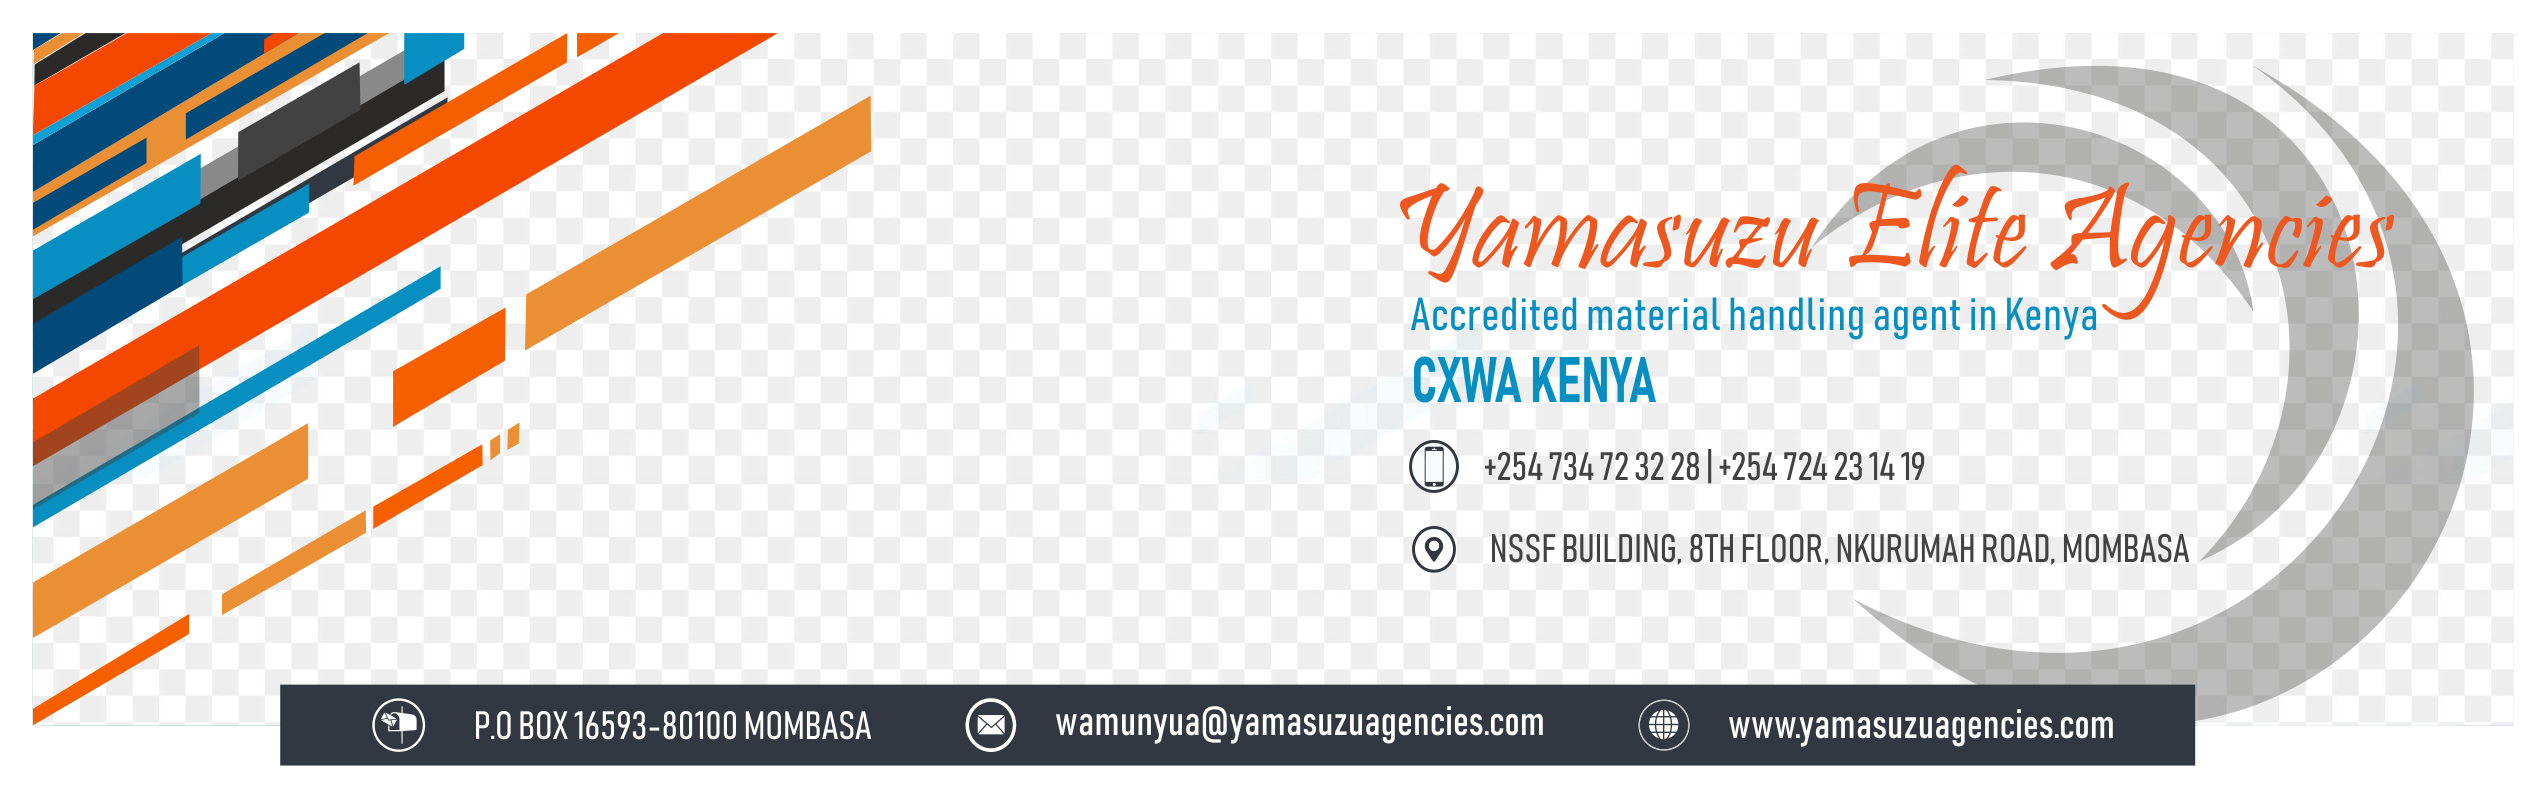 Yamasuzu Elite Agencies
Accredited material handling agent in Kenya
CXWA KENYA
+254 734 72 32 28 | +254 724 23 14 19
NSSF BUILDING, 8TH FLOOR, NKURUMAH ROAD, MOMBASA
P.O BOX 16593-80100 MOMBASA
wamunyua@yamasuzuagencies.com
www.yamasuzuagencies.com